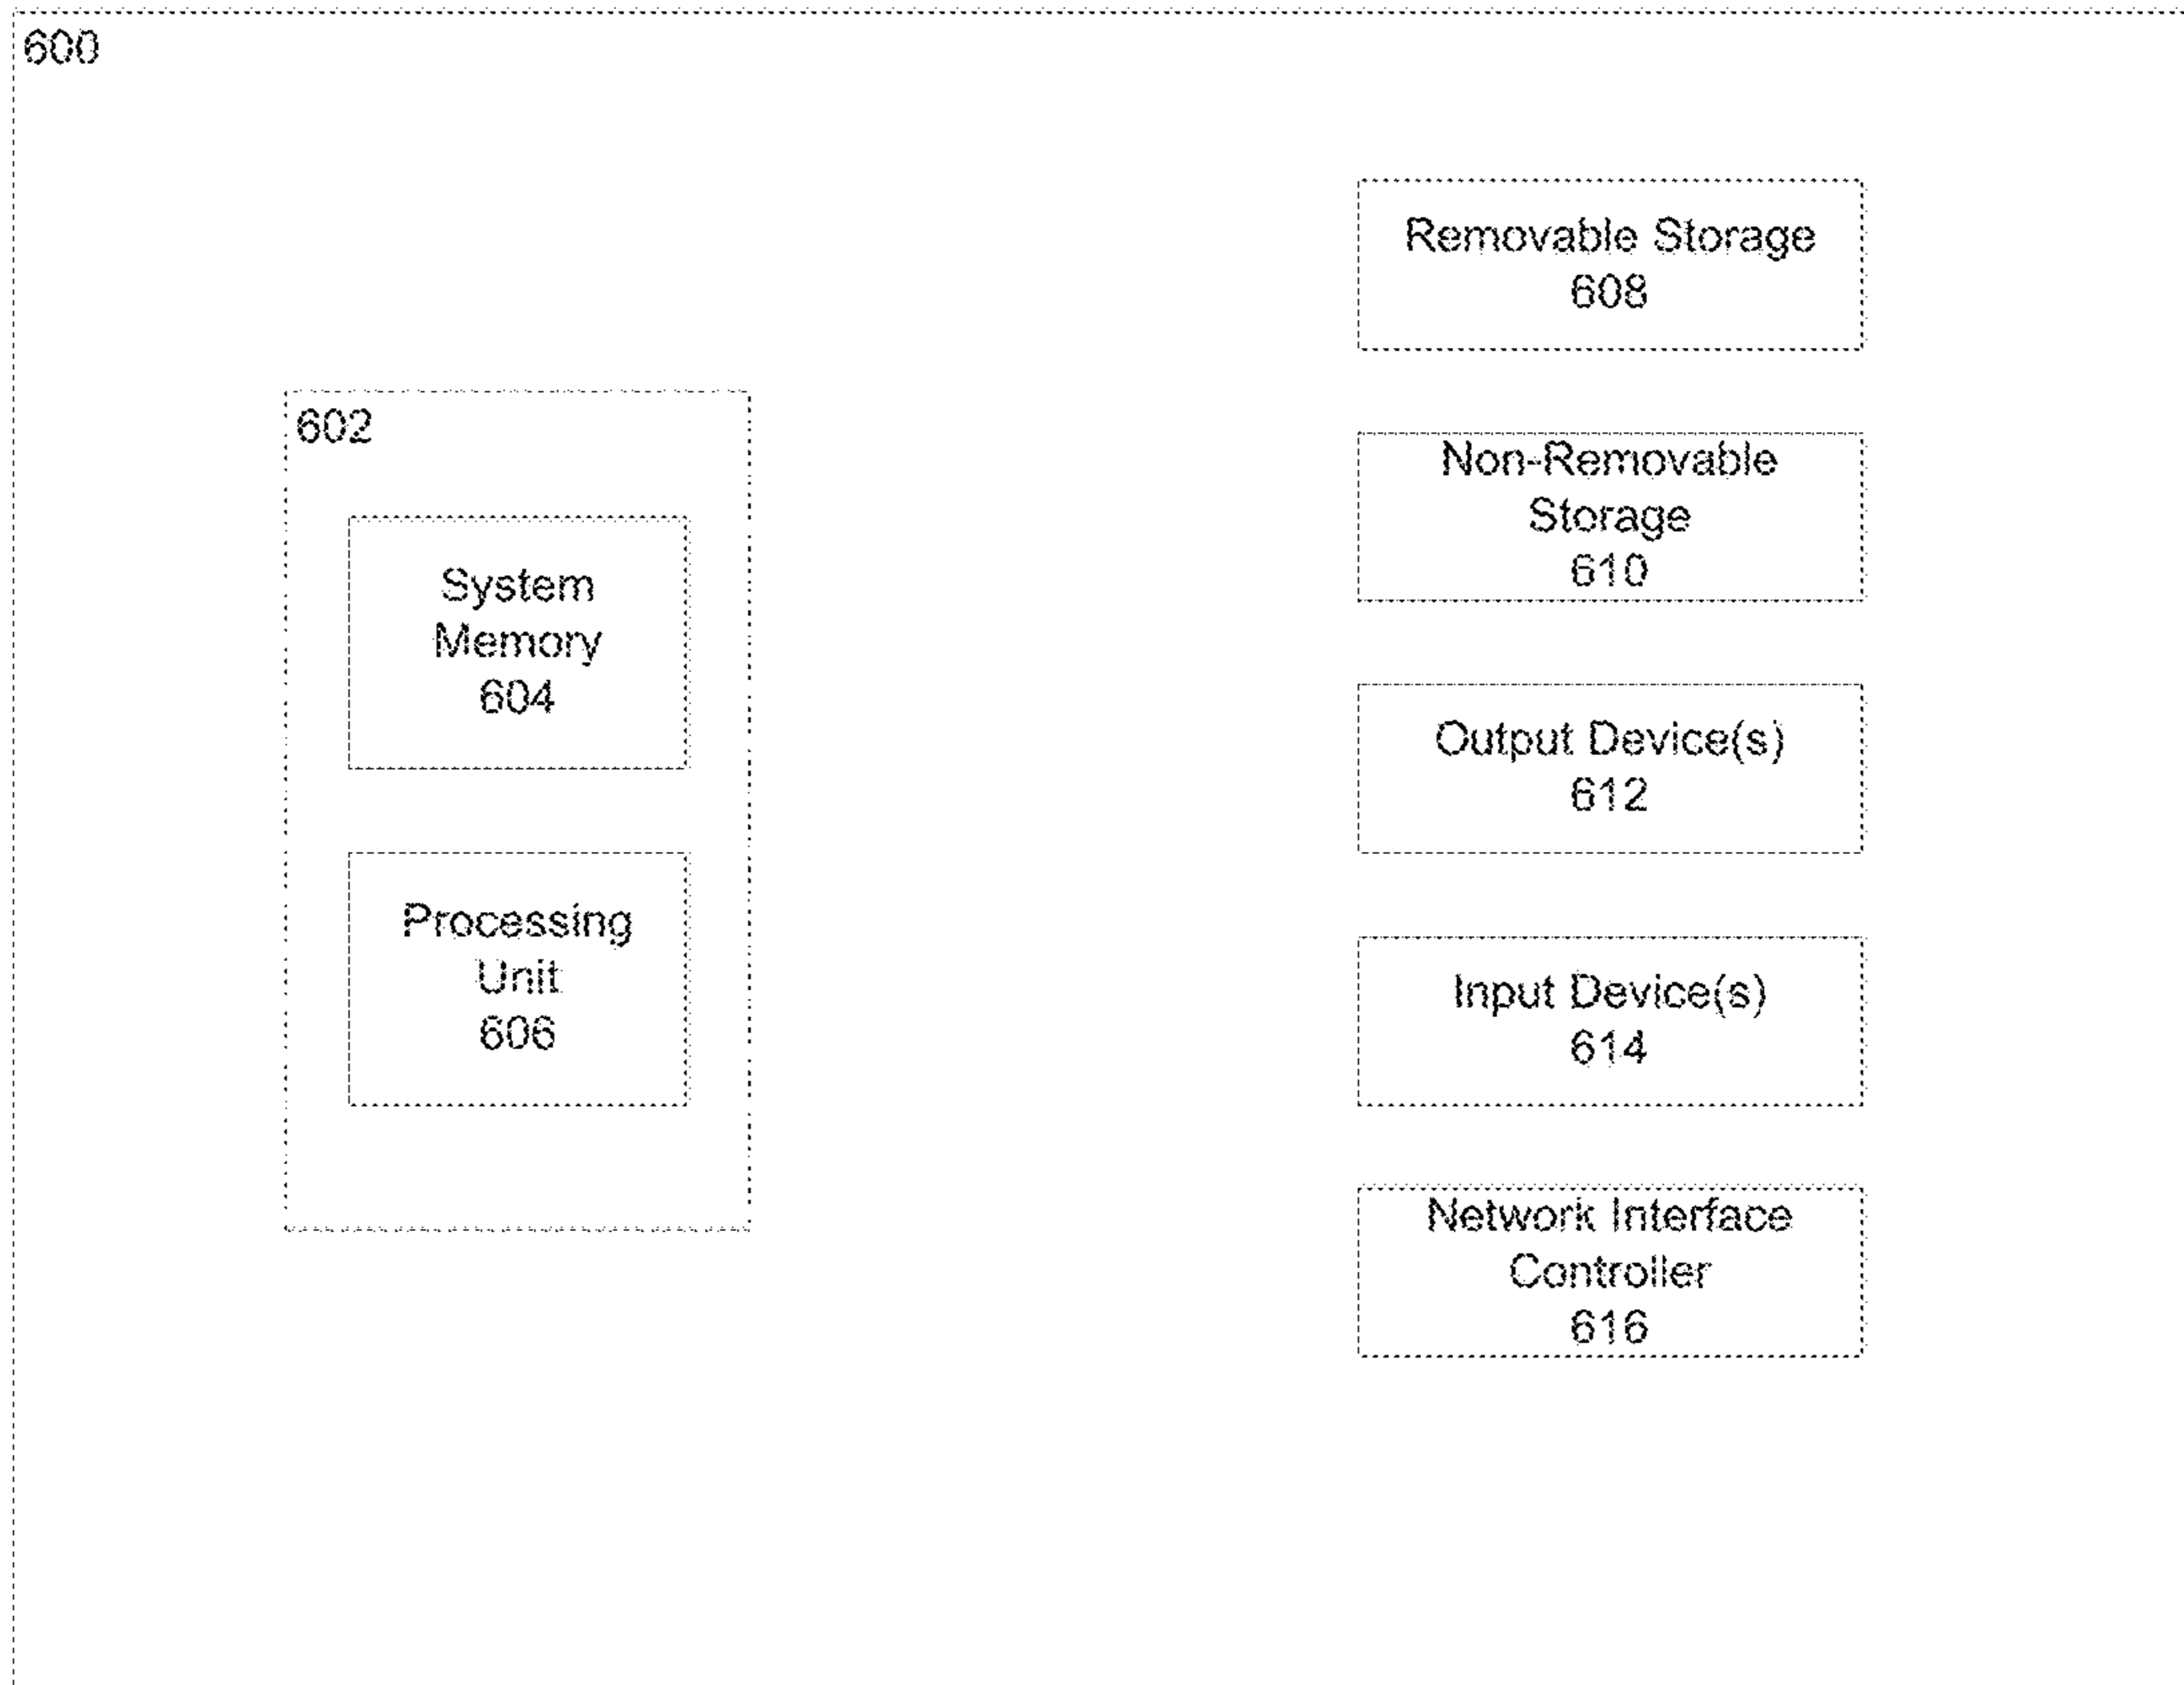 600
602
System
Memory
604
Processing
Unit
606
Removable Storage
608
Non-Removable
Storage
610
Output Device(s)
612
Input Device(s)
614
Network Interface
Controller
616